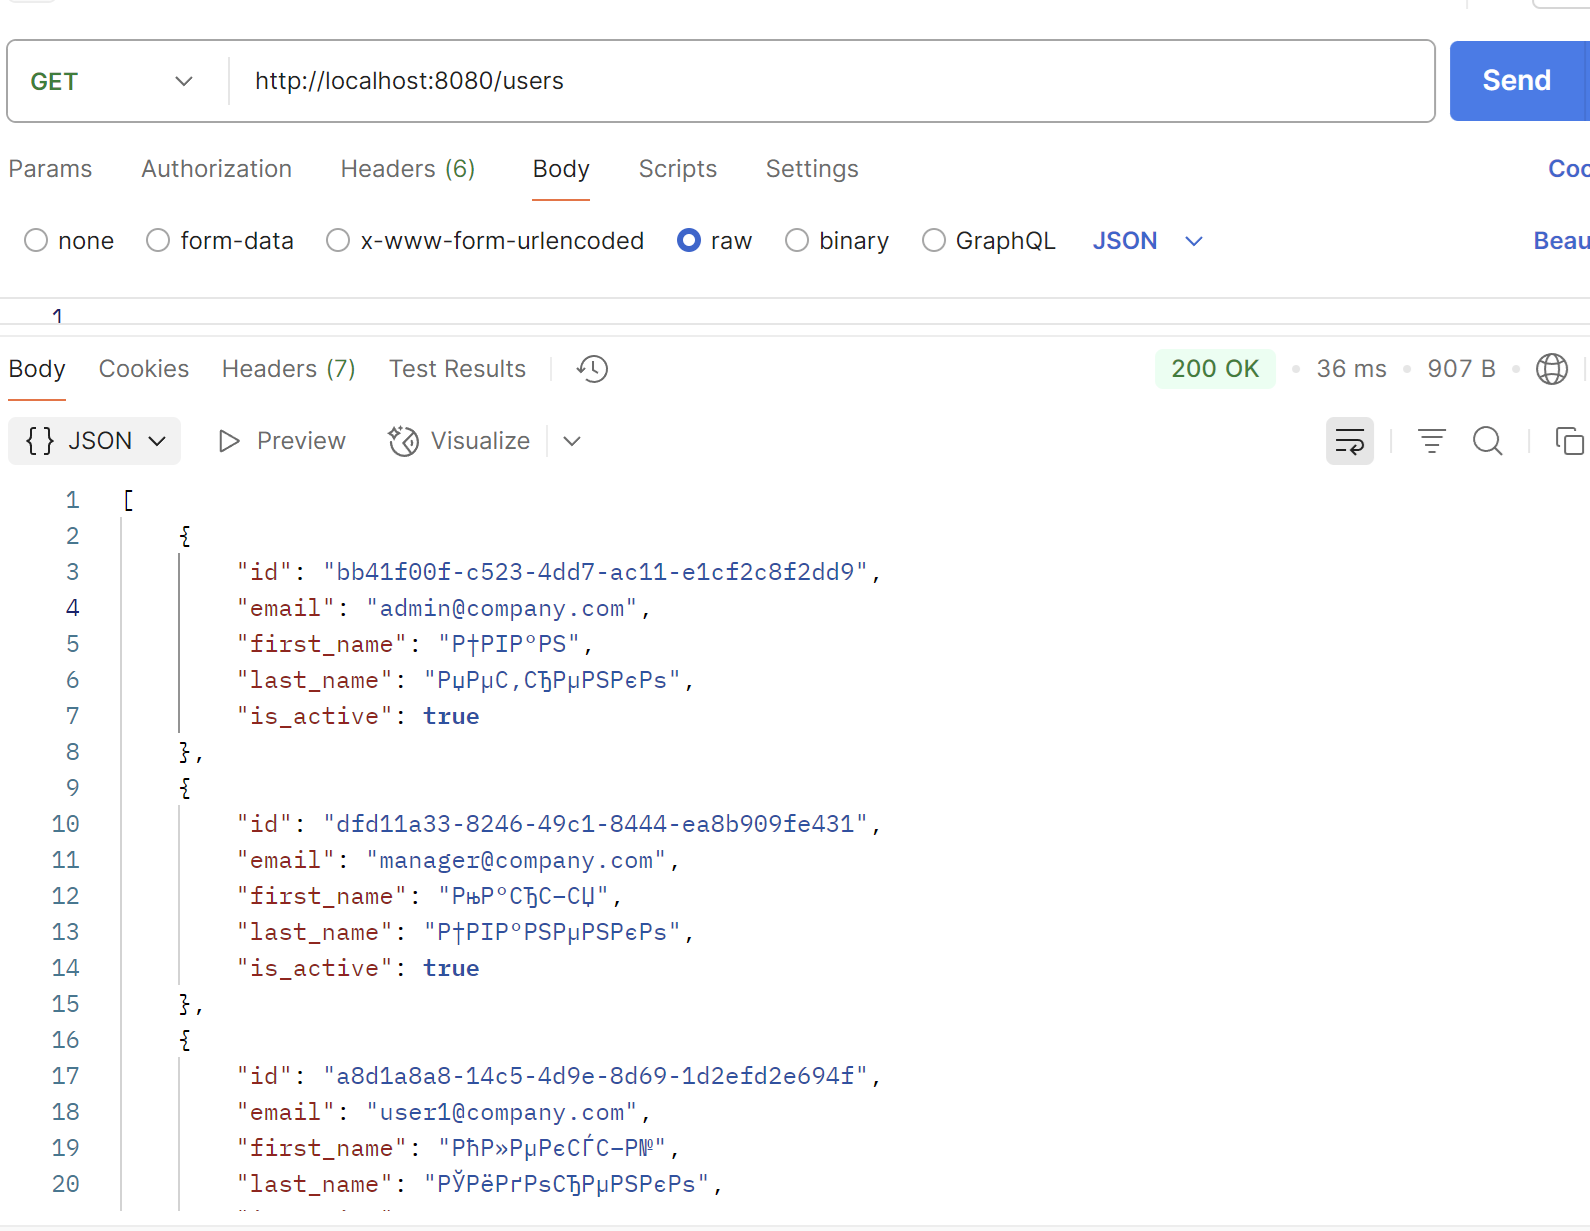 GET http://localhost:8080/users Send
Params Authorization Headers (6) Body Scripts Settings Coo
none form-data x-www-form-urlencoded raw binary GraphQL JSON Beau
1
Body Cookies Headers (7) Test Results 200 OK • 36 ms • 907 B •
{} JSON Preview Visualize
1 [
2 {
3 "id": "bb41f00f-c523-4dd7-ac11-e1cf2c8f2dd9",
4 "email": "admin@company.com",
5 "first_name": "Р†РІР°РЅ",
6 "last_name": "РџРµС‚СЂРµРЅРєРѕ",
7 "is_active": true
8 },
9 {
10 "id": "dfd11a33-8246-49c1-8444-ea8b909fe431",
11 "email": "manager@company.com",
12 "first_name": "РњР°СЂС–СЏ",
13 "last_name": "Р†РІР°РЅРµРЅРєРѕ",
14 "is_active": true
15 },
16 {
17 "id": "a8d1a8a8-14c5-4d9e-8d69-1d2efd2e694f",
18 "email": "user1@company.com",
19 "first_name": "РћР»РµРєСЃС–Р№",
20 "last_name": "РЎРёРґРѕСЂРµРЅРєРѕ",